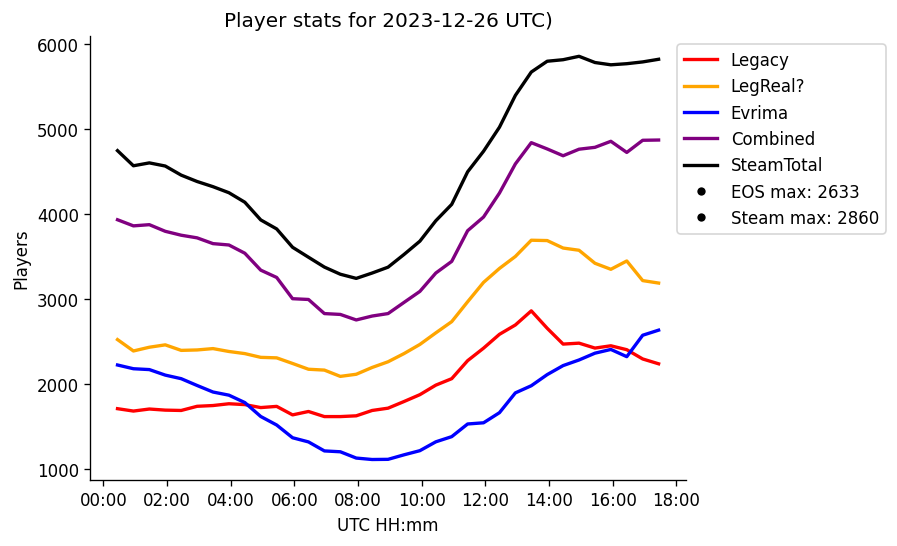 Player stats for 2023-12-26 UTC)
6000
5000
4000
3000
2000
1000
Players
00:00 02:00 04:00 06:00 08:00 10:00 12:00 14:00 16:00 18:00
UTC HH:mm
Legacy
LegReal?
Evrima
Combined
SteamTotal
EOS max: 2633
Steam max: 2860